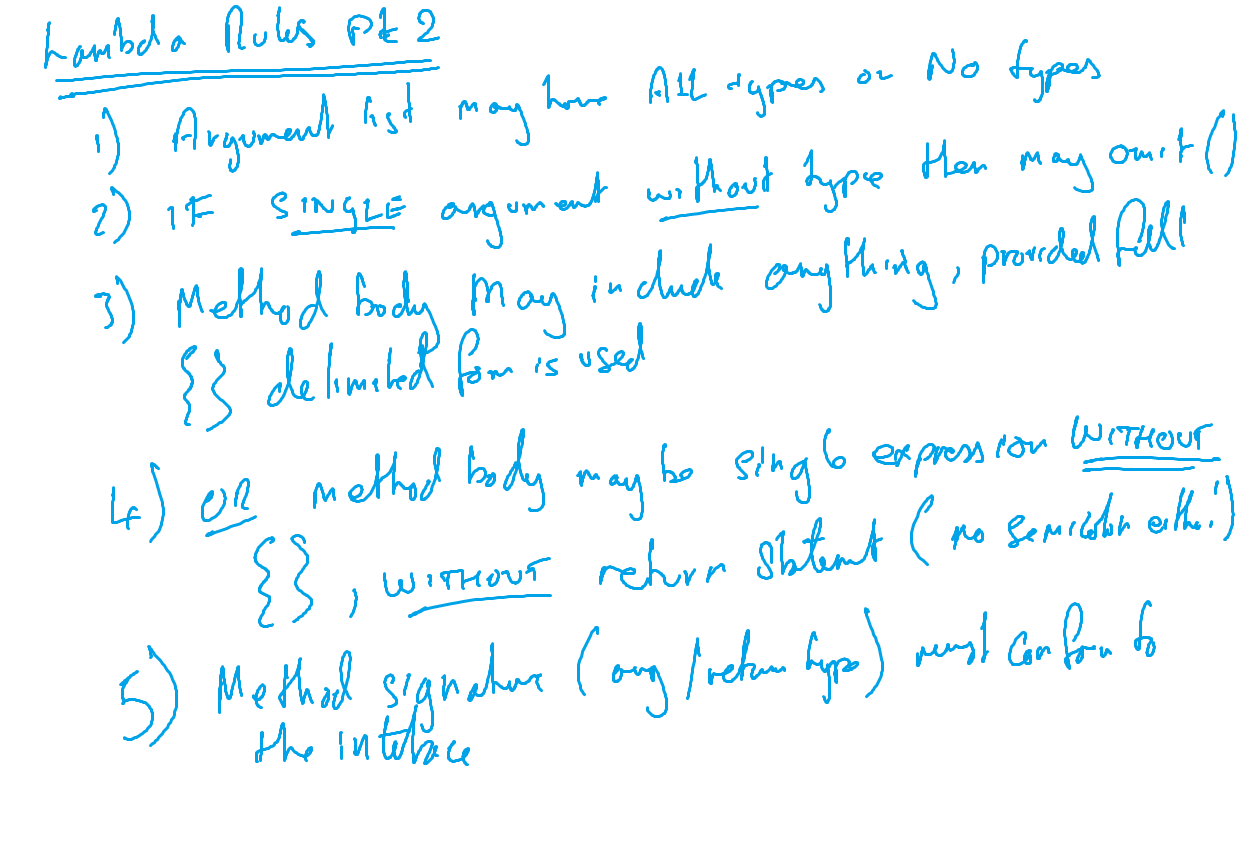 Lambda Rules Pt 2
1) Argument list may have All types or No types
2) IF SINGLE argument without type then may omit ()
3) Method body may include anything, provided full
{} delimited form is used
4) OR method body may be single expression WITHOUT
{}, WITHOUT return statement (no semicolon either!)
5) Method signature (arg/return type) must conform to
the interface